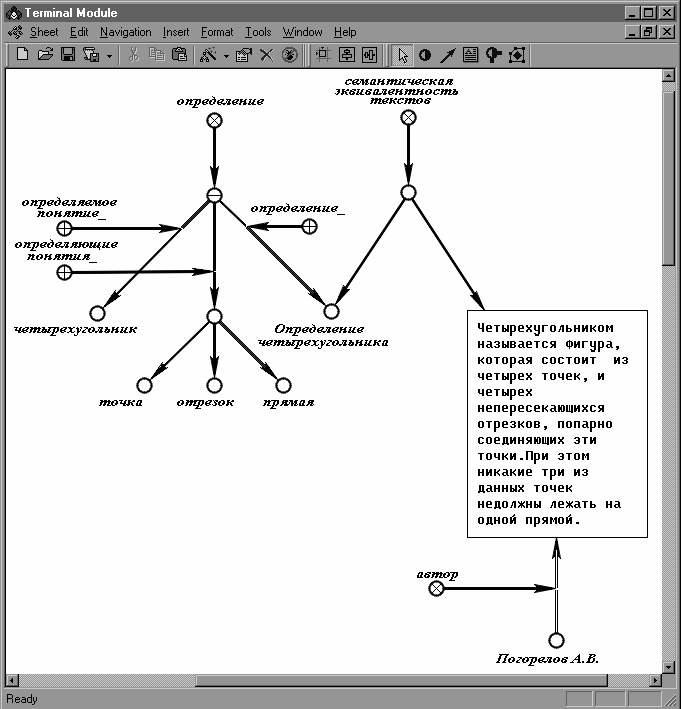 Terminal Module
Sheet Edit Navigation Insert Format Tools Window Help
определение
семантическая
эквивалентность
текстов
определяемое
понятие_
определение_
определяющие
понятия_
четырехугольник
Определение
четырехугольника
точка
отрезок
прямая
Четырехугольником
называется фигура,
которая состоит из
четырех точек, и
четырех
непересекающихся
отрезков, попарно
соединяющих эти
точки.При этом
никакие три из
данных точек
недолжны лежать на
одной прямой.
автор
Погорелов А.В.
Ready